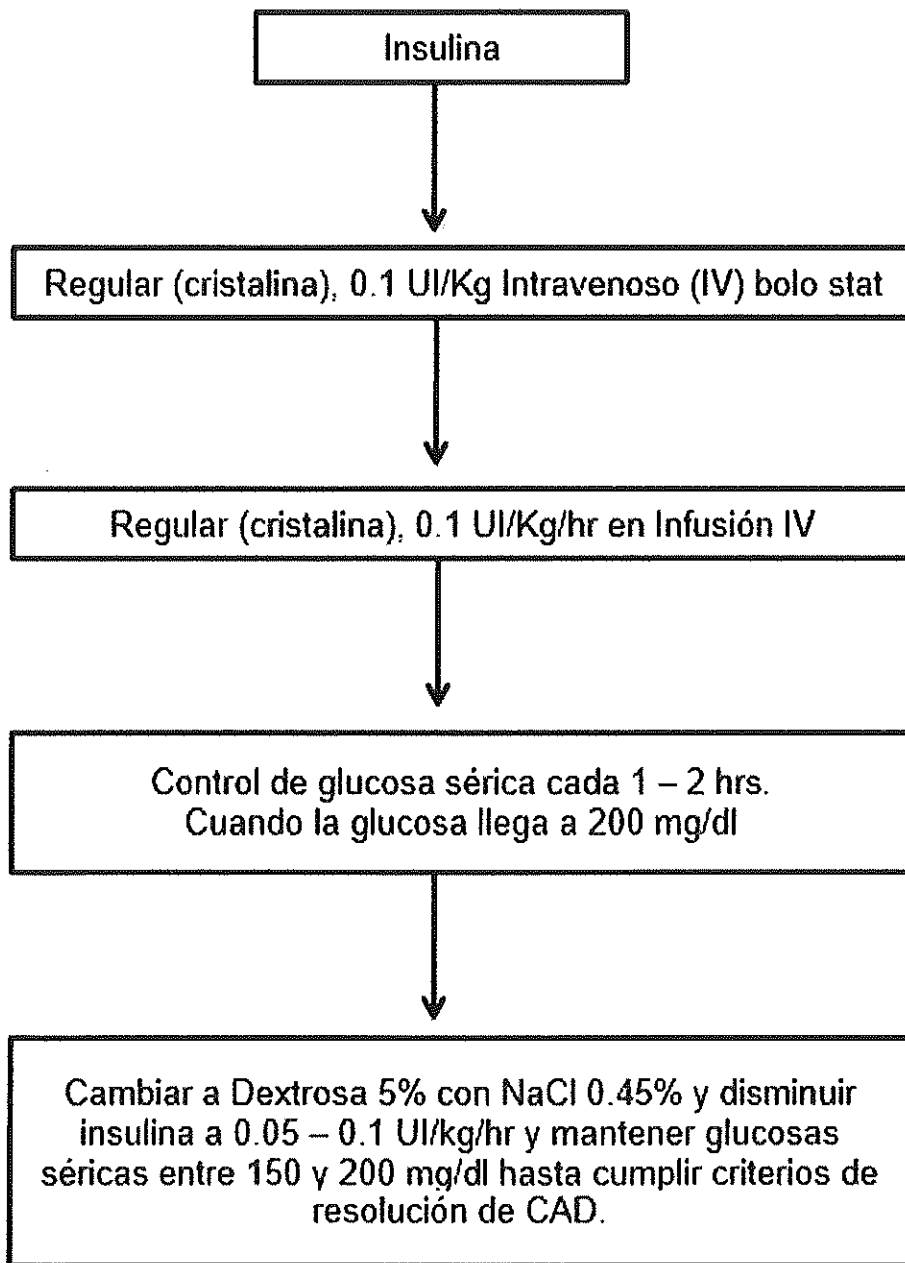 Insulina
Regular (cristalina), 0.1 UI/Kg Intravenoso (IV) bolo stat
Regular (cristalina), 0.1 UI/Kg/hr en Infusión IV
Control de glucosa sérica cada 1 – 2 hrs.
Cuando la glucosa llega a 200 mg/dl
Cambiar a Dextrosa 5% con NaCl 0.45% y disminuir
insulina a 0.05 – 0.1 UI/kg/hr y mantener glucosas
séricas entre 150 y 200 mg/dl hasta cumplir criterios de
resolución de CAD.